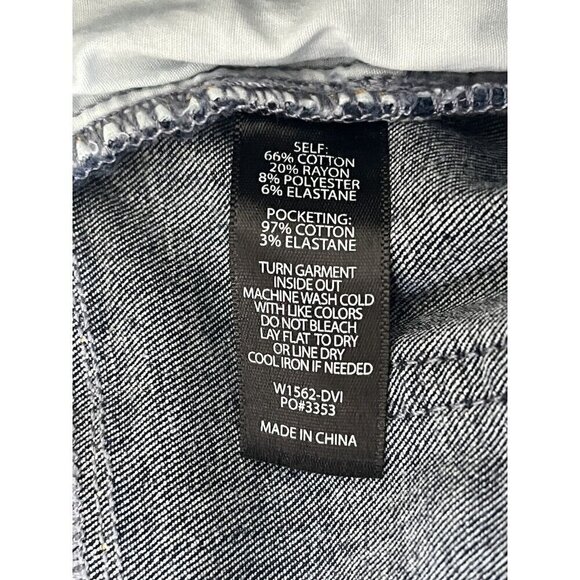 SELF:
66% COTTON
20% RAYON
8% POLYESTER
6% ELASTANE
POCKETING:
97% COTTON
3% ELASTANE
TURN GARMENT
INSIDE OUT
MACHINE WASH COLD
WITH LIKE COLORS
DO NOT BLEACH
LAY FLAT TO DRY
OR LINE DRY
COOL IRON IF NEEDED
W1562-DVI
PO#3353
MADE IN CHINA